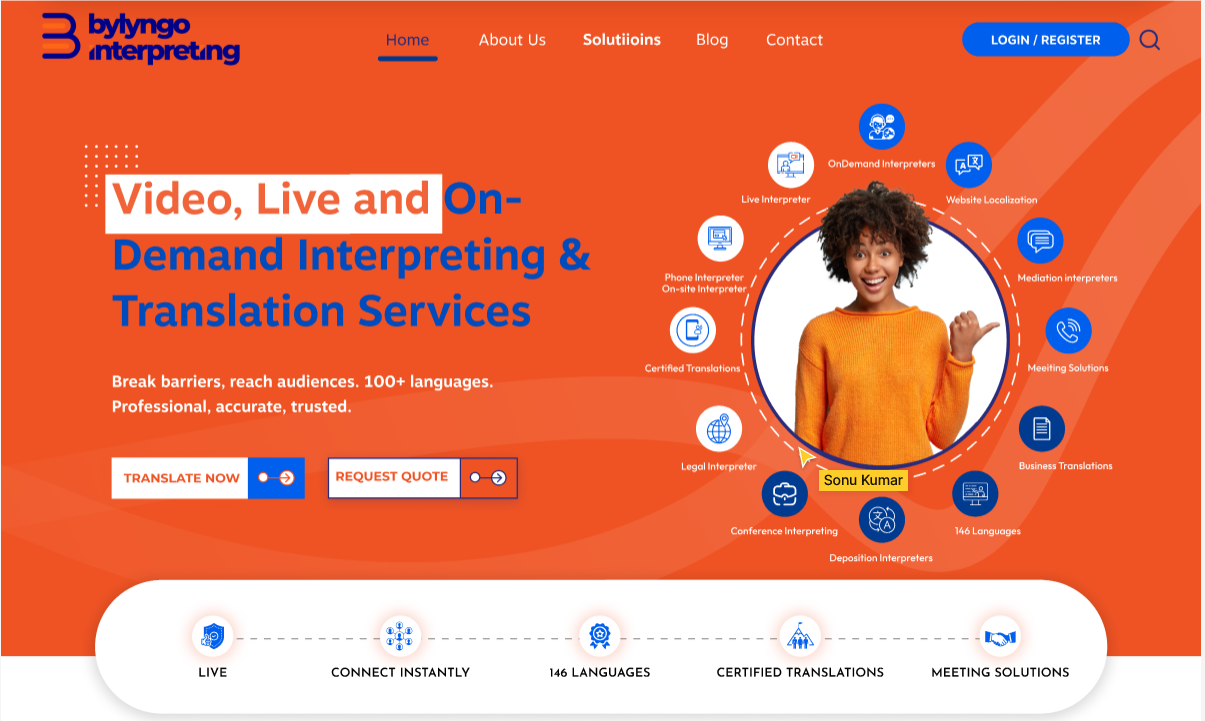 bylyngo
interpreting
Home
About Us
Solutiioins
Blog
Contact
LOGIN / REGISTER
Video, Live and On-
Demand Interpreting &
Translation Services
Break barriers, reach audiences. 100+ languages.
Professional, accurate, trusted.
TRANSLATE NOW
REQUEST QUOTE
OnDemand Interpreters
Live Interpreter
Website Localization
Phone Interpreter
On-site Interpreter
Mediation interpreters
Certified Translations
Meeiting Solutions
Legal Interpreter
Business Translations
Sonu Kumar
Conference Interpreting
146 Languages
Deposition Interpreters
LIVE
CONNECT INSTANTLY
146 LANGUAGES
CERTIFIED TRANSLATIONS
MEETING SOLUTIONS